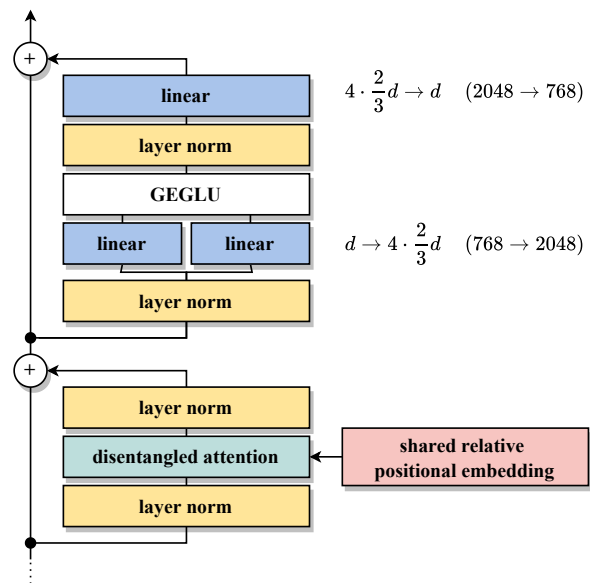 +
linear
4 · 2/3 d → d (2048 → 768)
layer norm
GEGLU
linear linear
d → 4 · 2/3 d (768 → 2048)
layer norm
+
layer norm
disentangled attention
shared relative
positional embedding
layer norm